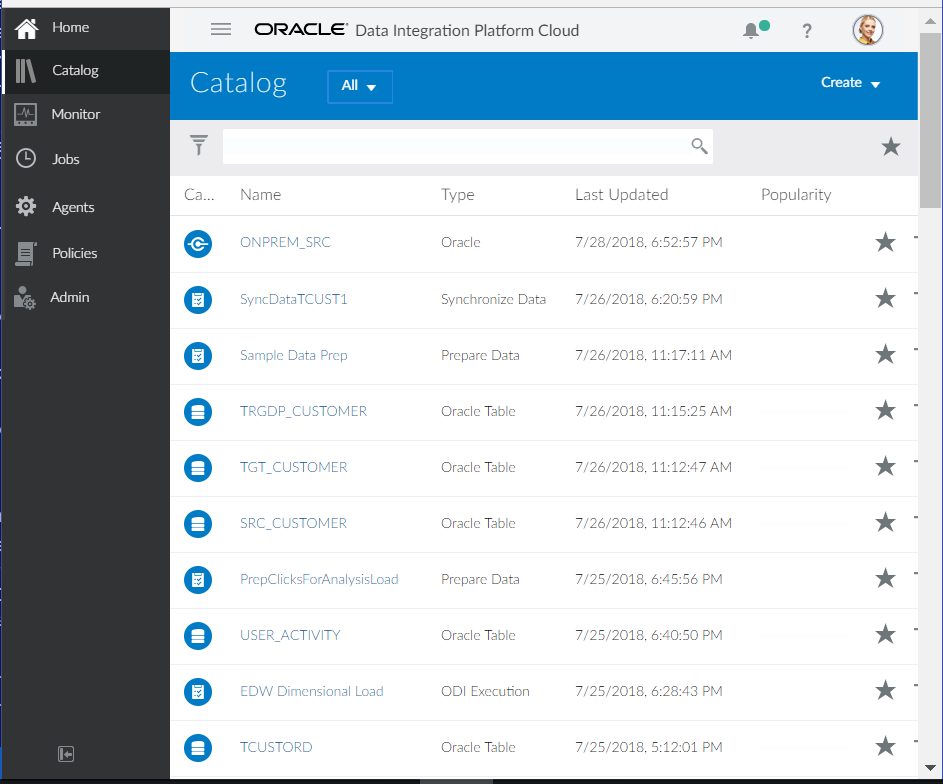 Home
Catalog
Monitor
Jobs
Agents
Policies
Admin
ORACLE® Data Integration Platform Cloud
?
Catalog All Create
Ca... Name Type Last Updated Popularity
ONPREM_SRC Oracle 7/28/2018, 6:52:57 PM
SyncDataTCUST1 Synchronize Data 7/26/2018, 6:20:59 PM
Sample Data Prep Prepare Data 7/26/2018, 11:17:11 AM
TRGDP_CUSTOMER Oracle Table 7/26/2018, 11:15:25 AM
TGT_CUSTOMER Oracle Table 7/26/2018, 11:12:47 AM
SRC_CUSTOMER Oracle Table 7/26/2018, 11:12:46 AM
PrepClicksForAnalysisLoad Prepare Data 7/25/2018, 6:45:56 PM
USER_ACTIVITY Oracle Table 7/25/2018, 6:40:50 PM
EDW Dimensional Load ODI Execution 7/25/2018, 6:28:43 PM
TCUSTORD Oracle Table 7/25/2018, 5:12:01 PM